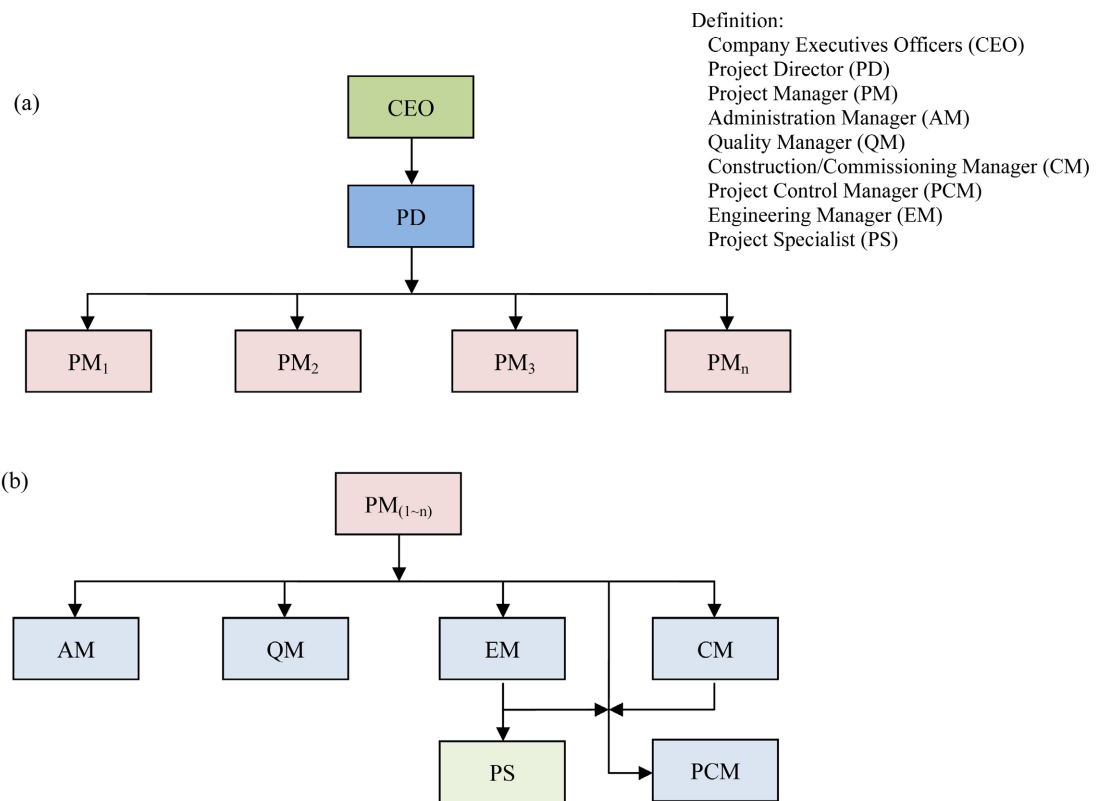 Definition:
Company Executives Officers (CEO)
Project Director (PD)
Project Manager (PM)
Administration Manager (AM)
Quality Manager (QM)
Construction/Commissioning Manager (CM)
Project Control Manager (PCM)
Engineering Manager (EM)
Project Specialist (PS)
(a)
CEO
PD
PM₁ PM₂ PM₃ PMₙ
(b)
PM₍₁~ₙ₎
AM QM EM CM
PS PCM